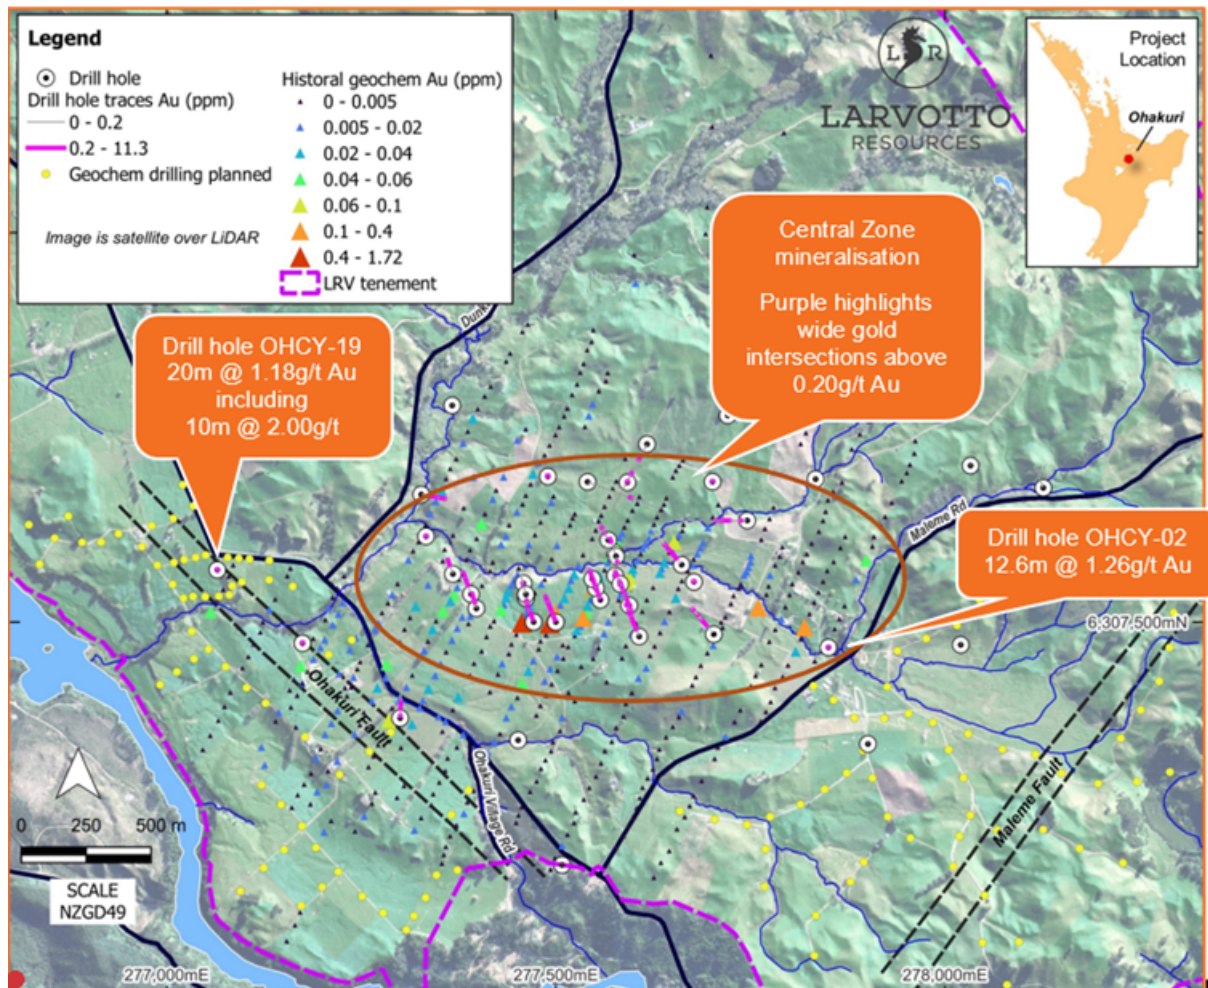 Legend
Drill hole
Drill hole traces Au (ppm)
0 - 0.2
0.2 - 11.3
Geochem drilling planned
Image is satellite over LiDAR
Historal geochem Au (ppm)
0 - 0.005
0.005 - 0.02
0.02 - 0.04
0.04 - 0.06
0.06 - 0.1
0.1 - 0.4
0.4 - 1.72
LRV tenement
L R
LARVOTTO
RESOURCES
Project
Location
Ohakuri
Central Zone
mineralisation
Purple highlights
wide gold
intersections above
0.20g/t Au
Drill hole OHCY-19
20m @ 1.18g/t Au
including
10m @ 2.00g/t
Drill hole OHCY-02
12.6m @ 1.26g/t Au
Maleme Rd
6,307,500mN
Ohakuri Fault
Ohakuri Village Rd
Maleme Fault
0 250 500 m
SCALE
NZGD49
277,000mE
277,500mE
278,000mE